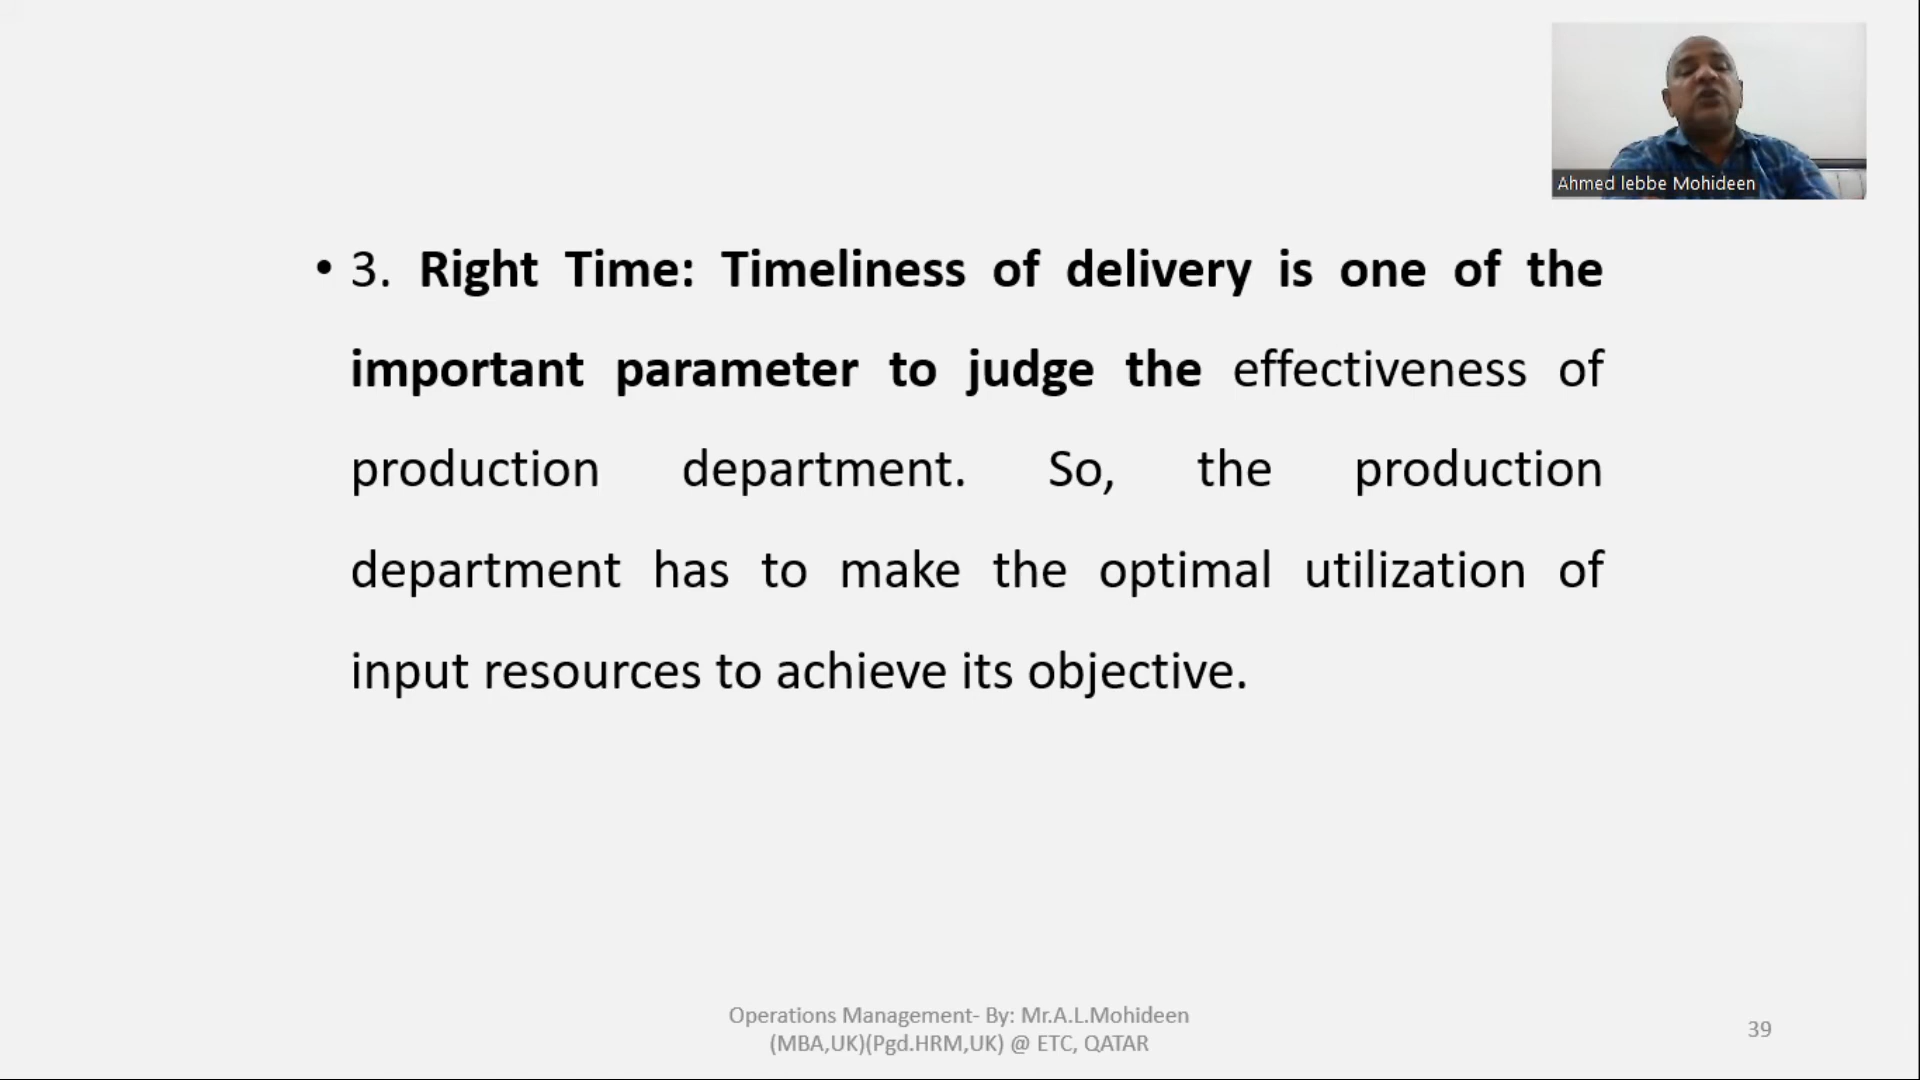 Ahmed lebbe Mohideen
• 3. Right Time: Timeliness of delivery is one of the
important parameter to judge the effectiveness of
production department. So, the production
department has to make the optimal utilization of
input resources to achieve its objective.
Operations Management- By: Mr.A.L.Mohideen
(MBA,UK)(Pgd.HRM,UK) @ ETC, QATAR
39